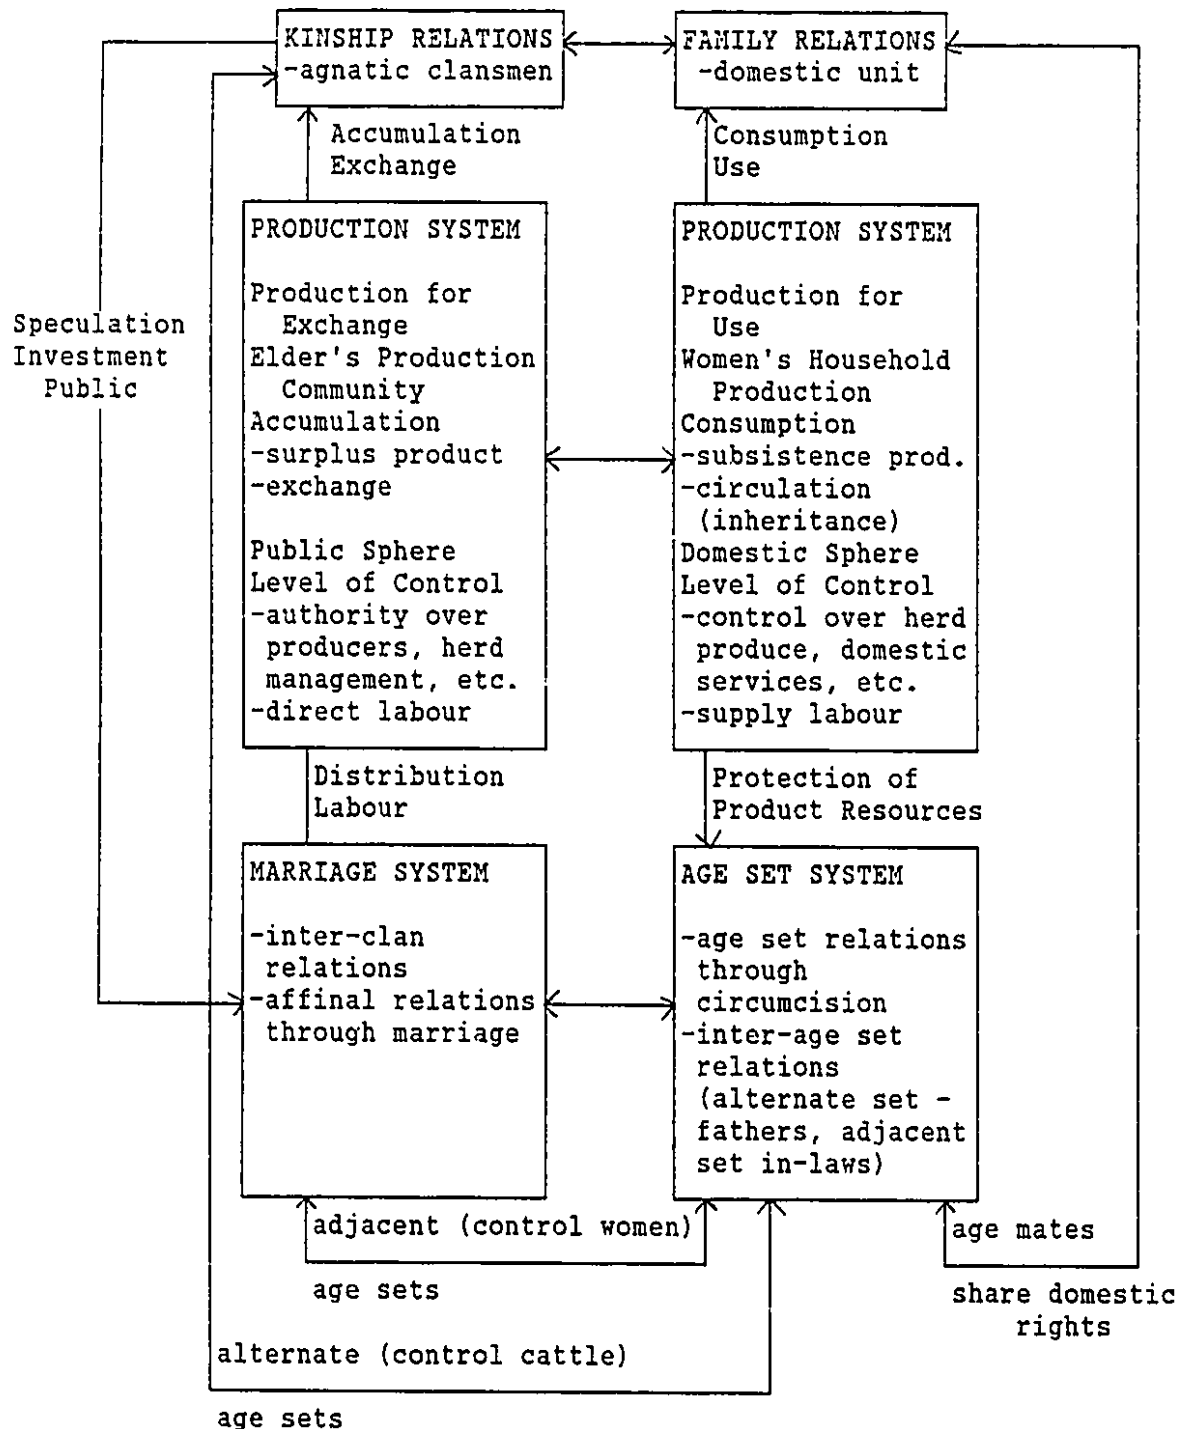 KINSHIP RELATIONS
-agnatic clansmen
FAMILY RELATIONS
-domestic unit
Accumulation
Exchange
Consumption
Use
Speculation
Investment
Public
PRODUCTION SYSTEM
Production for
Exchange
Elder's Production
Community
Accumulation
-surplus product
-exchange
Public Sphere
Level of Control
-authority over
producers, herd
management, etc.
-direct labour
PRODUCTION SYSTEM
Production for
Use
Women's Household
Production
Consumption
-subsistence prod.
-circulation
(inheritance)
Domestic Sphere
Level of Control
-control over herd
produce, domestic
services, etc.
-supply labour
Distribution
Labour
Protection of
Product Resources
MARRIAGE SYSTEM
-inter-clan
relations
-affinal relations
through marriage
AGE SET SYSTEM
-age set relations
through
circumcision
-inter-age set
relations
(alternate set -
fathers, adjacent
set in-laws)
adjacent (control women)
age sets
age mates
share domestic
rights
alternate (control cattle)
age sets